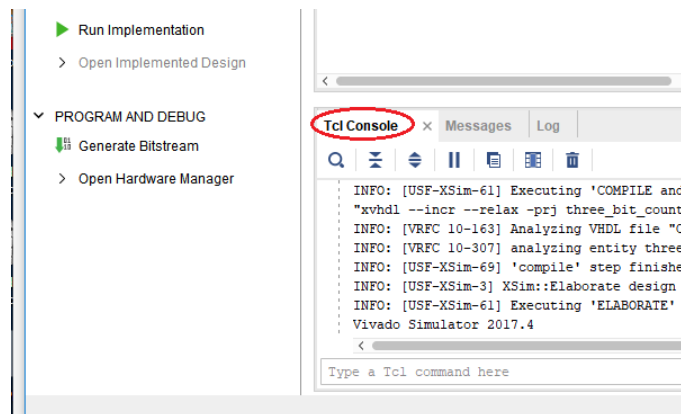 Run Implementation
Open Implemented Design
PROGRAM AND DEBUG
Generate Bitstream
Open Hardware Manager
Tcl Console × Messages Log
INFO: [USF-XSim-61] Executing 'COMPILE and
"xvhdl --incr --relax -prj three_bit_count
INFO: [VRFC 10-163] Analyzing VHDL file "C
INFO: [VRFC 10-307] analyzing entity three
INFO: [USF-XSim-69] 'compile' step finishe
INFO: [USF-XSim-3] XSim::Elaborate design
INFO: [USF-XSim-61] Executing 'ELABORATE'
Vivado Simulator 2017.4
Type a Tcl command here